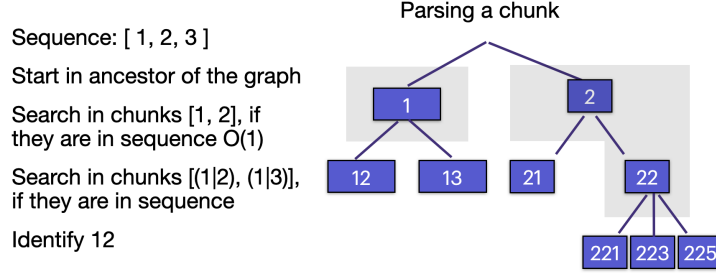 Parsing a chunk
Sequence: [ 1, 2, 3 ]
Start in ancestor of the graph
Search in chunks [1, 2], if
they are in sequence O(1)
Search in chunks [(1|2), (1|3)],
if they are in sequence
Identify 12
1
2
12
13
21
22
221
223
225